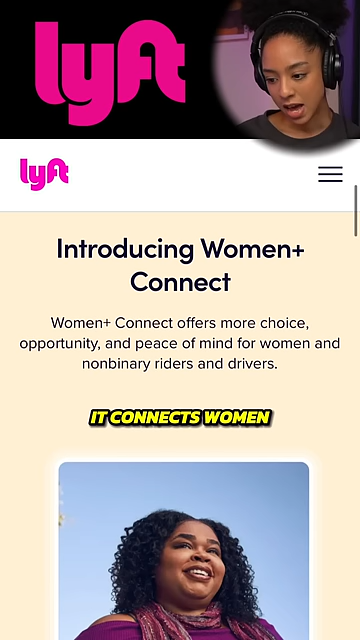 lyft
lyft
Introducing Women+
Connect
Women+ Connect offers more choice,
opportunity, and peace of mind for women and
nonbinary riders and drivers.
IT CONNECTS WOMEN